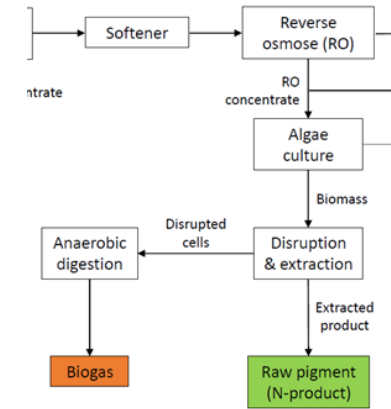 Softener
Reverse
osmose (RO)
ntrate
RO
concentrate
Algae
culture
Biomass
Disrupted
cells
Anaerobic
digestion
Disruption
& extraction
Extracted
product
Biogas
Raw pigment
(N-product)